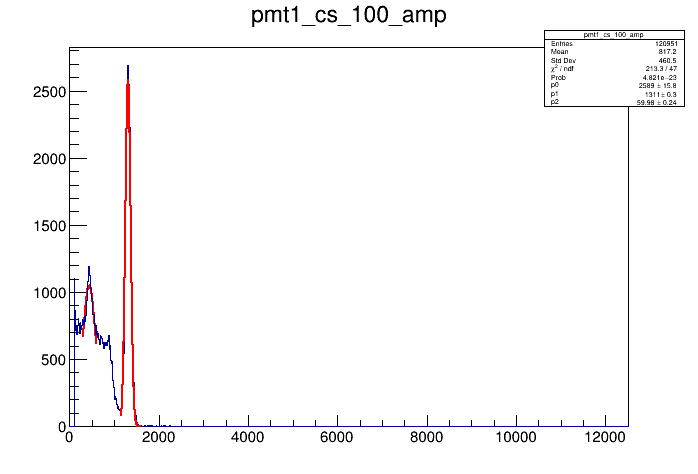 pmt1_cs_100_amp
pmt1_cs_100_amp
Entries 120951
Mean 817.2
Std Dev 460.5
χ² / ndf 213.3 / 47
Prob 4.821e−23
p0 2589 ± 15.8
p1 1311 ± 0.3
p2 59.98 ± 0.24
2500
2000
1500
1000
500
0
0 2000 4000 6000 8000 10000 12000